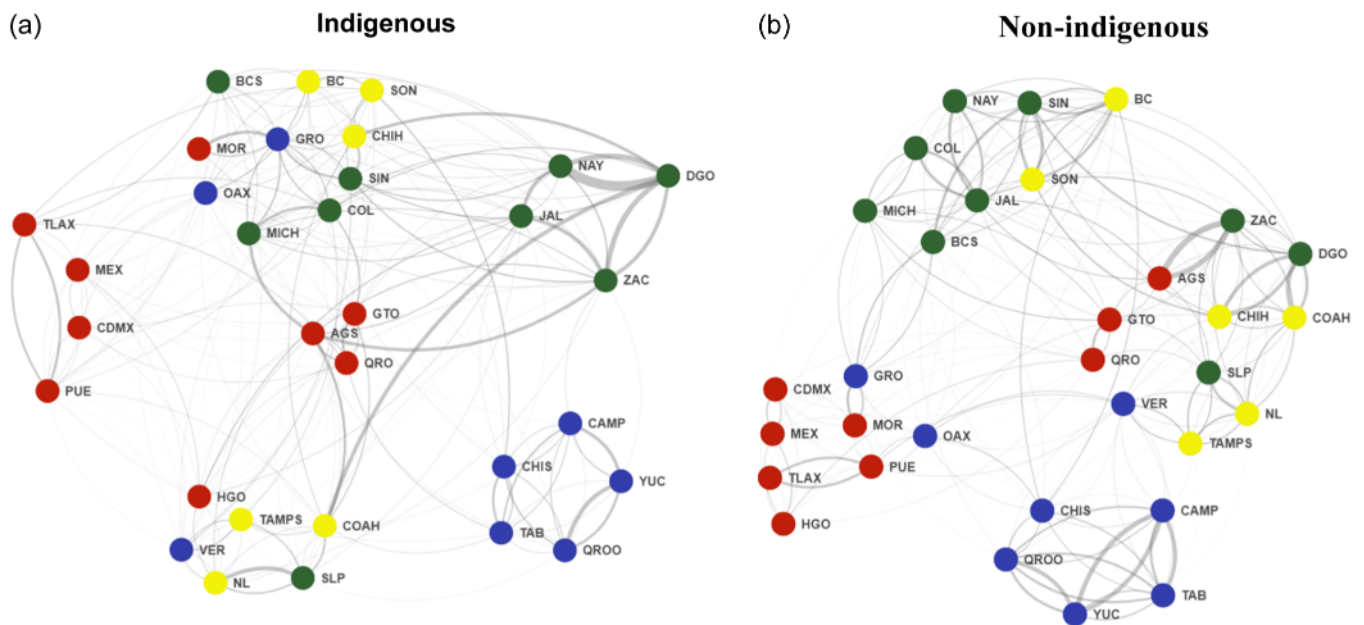 (a)
Indigenous
BCS
BC
SON
MOR
GRO
CHIH
NAY
DGO
OAX
SIN
TLAX
MICH
COL
JAL
MEX
ZAC
CDMX
AGS
GTO
PUE
QRO
CAMP
CHIS
YUC
HGO
TAMPS
COAH
TAB
VER
QROO
NL
SLP
(b)
Non-indigenous
NAY
SIN
BC
COL
SON
MICH
JAL
BCS
ZAC
DGO
AGS
GTO
CHIH
COAH
QRO
GRO
SLP
CDMX
VER
NL
MEX
MOR
OAX
TAMPS
TLAX
PUE
HGO
CHIS
CAMP
QROO
TAB
YUC